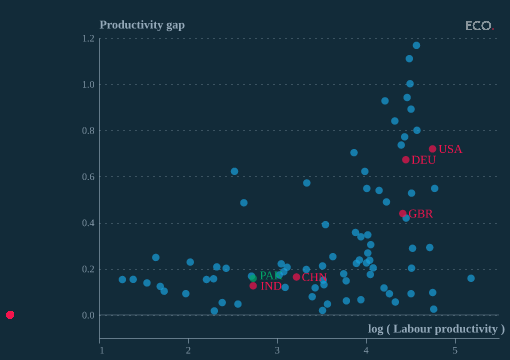 Productivity gap
ECO.
1.2
1.0
0.8
USA
DEU
0.6
0.4
GBR
0.2
PAK
CHN
IND
0.0
log ( Labour productivity )
1 2 3 4 5